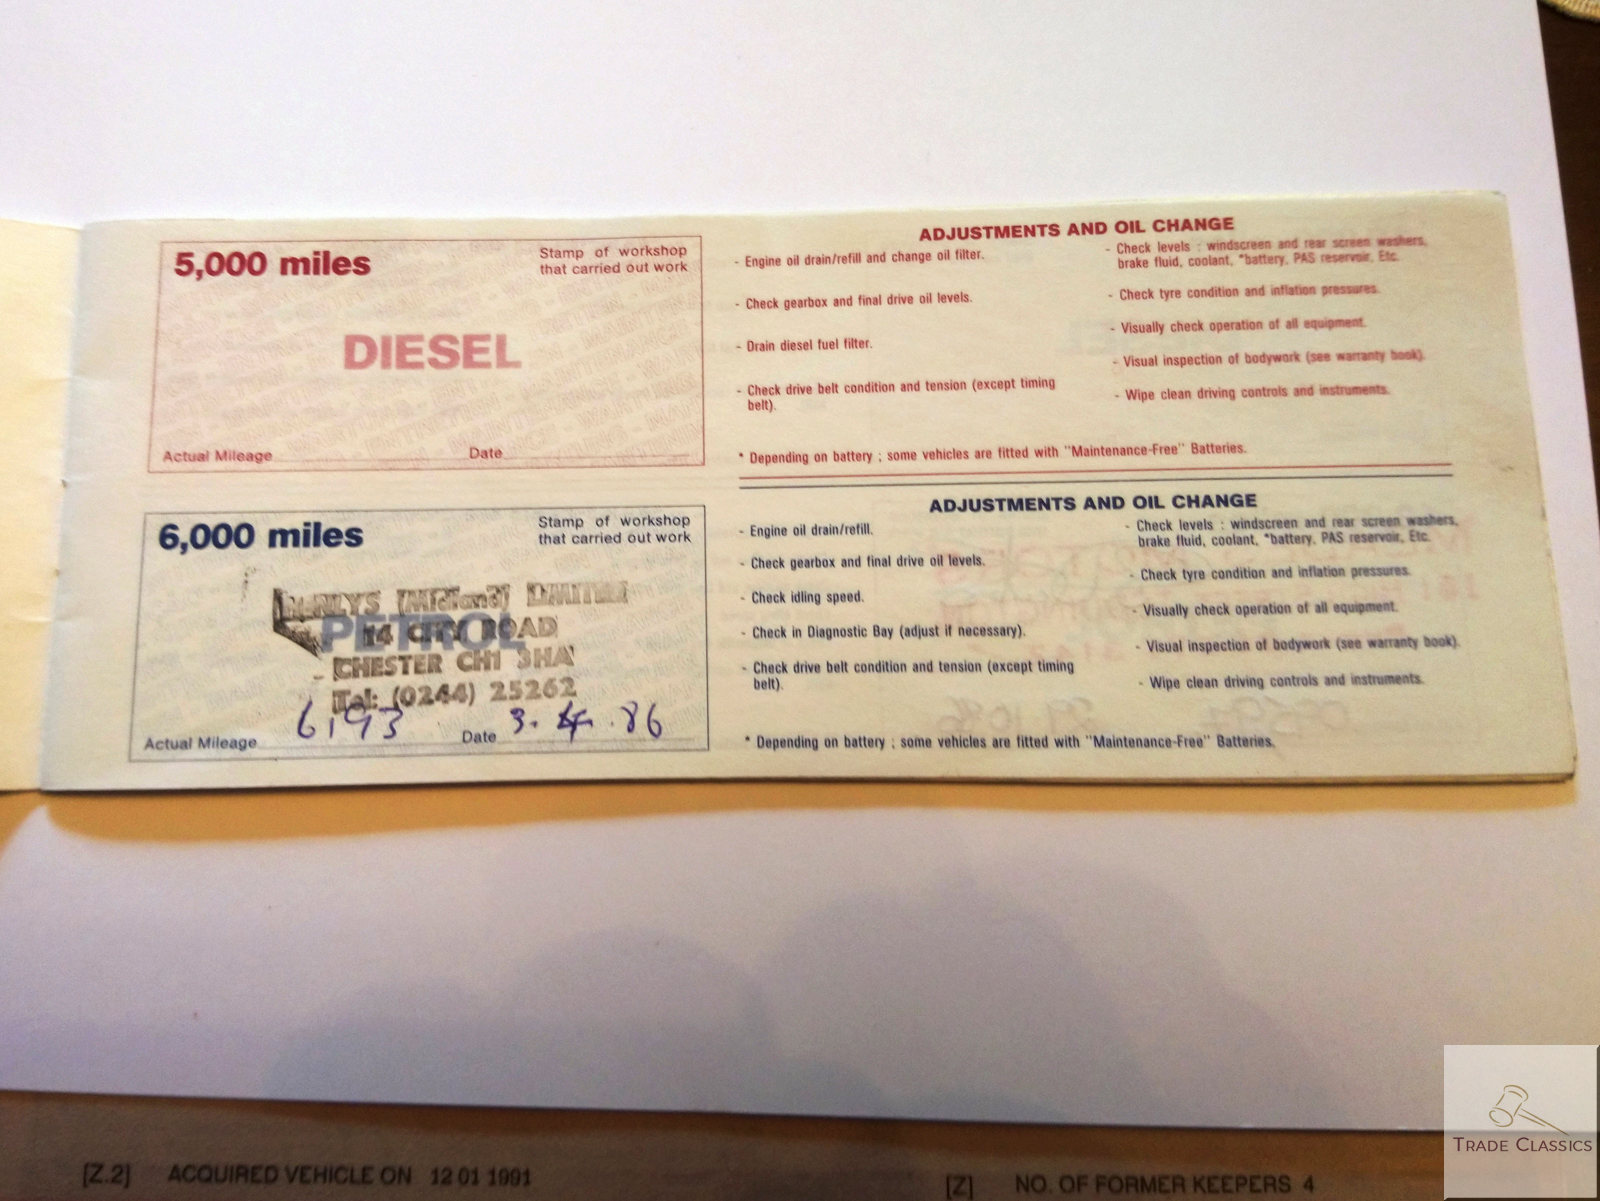 5,000 miles
Stamp of workshop
that carried out work
DIESEL
Actual Mileage
Date
ADJUSTMENTS AND OIL CHANGE
- Engine oil drain/refill and change oil filter.
- Check gearbox and final drive oil levels.
- Drain diesel fuel filter.
- Check drive belt condition and tension (except timing
belt).
- Check levels : windscreen and rear screen washers,
brake fluid, coolant, *battery, PAS reservoir, Etc.
- Check tyre condition and inflation pressures.
- Visually check operation of all equipment.
- Visual inspection of bodywork (see warranty book).
- Wipe clean driving controls and instruments.
* Depending on battery ; some vehicles are fitted with "Maintenance-Free" Batteries.
6,000 miles
Stamp of workshop
that carried out work
PETROL
HENLYS (Midland) LIMITED
CITY ROAD
CHESTER CH1 3HA
Tel: (0244) 25262
Actual Mileage 6,193
Date 3. 4. 86
ADJUSTMENTS AND OIL CHANGE
- Engine oil drain/refill.
- Check gearbox and final drive oil levels.
- Check idling speed.
- Check in Diagnostic Bay (adjust if necessary).
- Check drive belt condition and tension (except timing
belt).
- Check levels : windscreen and rear screen washers,
brake fluid, coolant, *battery, PAS reservoir, Etc.
- Check tyre condition and inflation pressures.
- Visually check operation of all equipment.
- Visual inspection of bodywork (see warranty book).
- Wipe clean driving controls and instruments.
* Depending on battery ; some vehicles are fitted with "Maintenance-Free" Batteries.
[Z.2] ACQUIRED VEHICLE ON 12 01 1991
[Z] NO. OF FORMER KEEPERS 4
TRADE CLASSICS